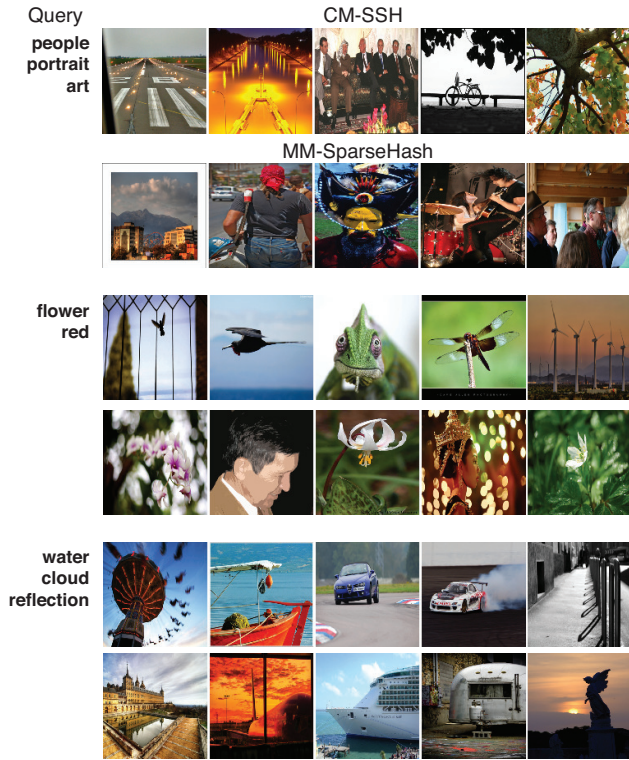 Query
CM-SSH
people
portrait
art
MM-SparseHash
flower
red
water
cloud
reflection